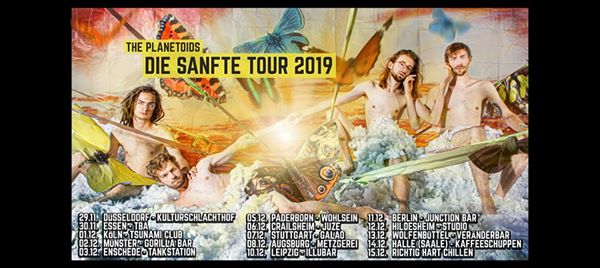 THE PLANETOIDS
DIE SANFTE TOUR 2019
29.11. DÜSSELDORF - KULTURSCHLACHTHOF
30.11. ESSEN - TBA
01.12. KÖLN - TSUNAMI CLUB
02.12. MÜNSTER - GORILLA BAR
03.12. ENSCHEDE - TANKSTATION
05.12. PADERBORN - WOHLSEIN
06.12. CRAILSHEIM - JUZE
07.12. STUTTGART - GALAO
08.12. AUGSBURG - METZGEREI
10.12. LEIPZIG - ILLUBAR
11.12. BERLIN - JUNCTION BAR
12.12. HILDESHEIM - STUDIO
13.12. WOLFENBÜTTEL - VERANDERBAR
14.12. HALLE (SAALE) - KAFFEESCHUPPEN
15.12. RICHTIG HART CHILLEN